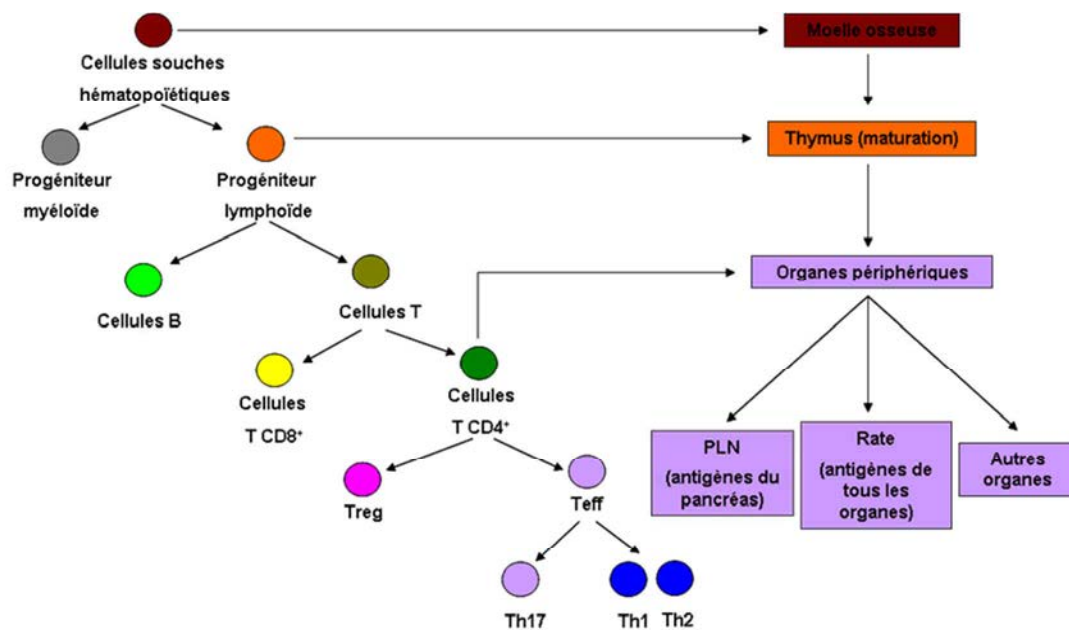 Moelle osseuse
Cellules souches
hématopoïétiques
Thymus (maturation)
Progéniteur
myéloïde
Progéniteur
lymphoïde
Organes périphériques
Cellules B
Cellules T
Cellules
T CD8⁺
Cellules
T CD4⁺
PLN
(antigènes du
pancréas)
Rate
(antigènes de
tous les
organes)
Autres
organes
Treg
Teff
Th17
Th1
Th2